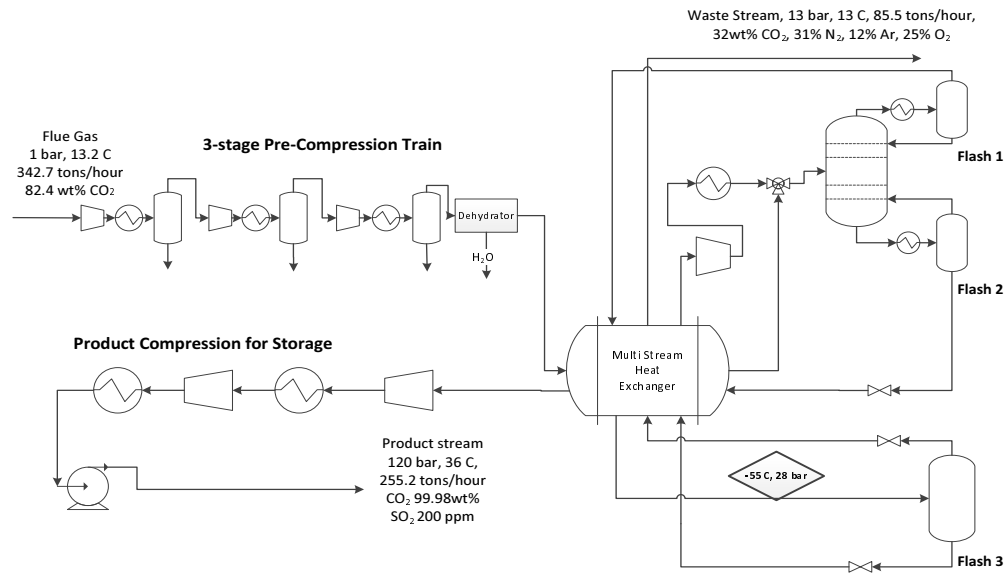 Waste Stream, 13 bar, 13 C, 85.5 tons/hour,
32wt% CO₂, 31% N₂, 12% Ar, 25% O₂
Flue Gas
1 bar, 13.2 C
342.7 tons/hour
82.4 wt% CO₂
3-stage Pre-Compression Train
Flash 1
Dehydrator
H₂O
Flash 2
Product Compression for Storage
Multi Stream
Heat
Exchanger
Product stream
120 bar, 36 C,
255.2 tons/hour
CO₂ 99.98wt%
SO₂ 200 ppm
-55 C, 28 bar
Flash 3